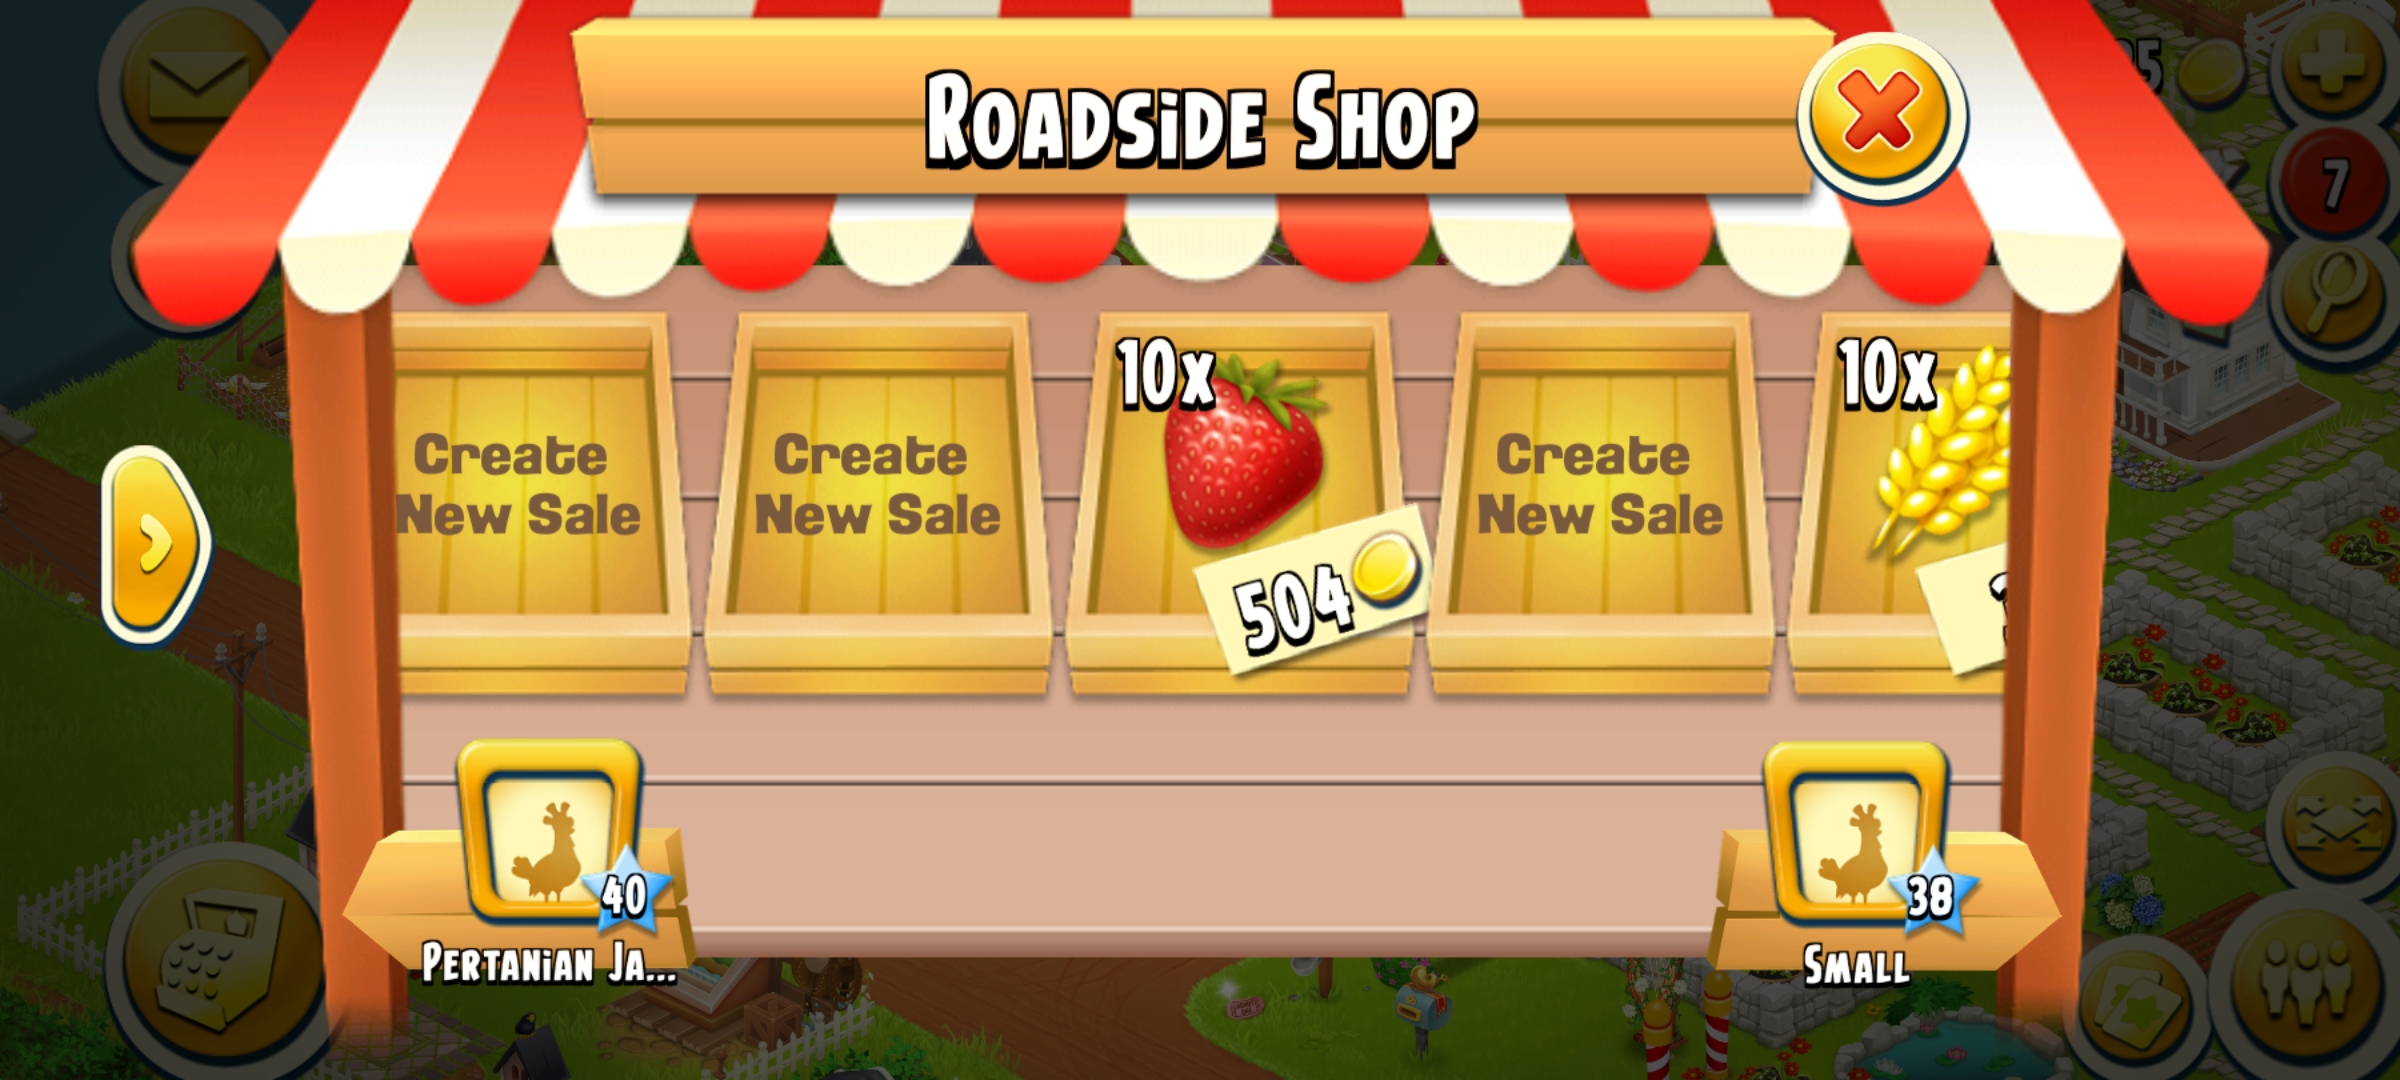 Roadside Shop
7
10x
10x
Create
New Sale
Create
New Sale
Create
New Sale
504
40
38
Pertanian Ja...
Small